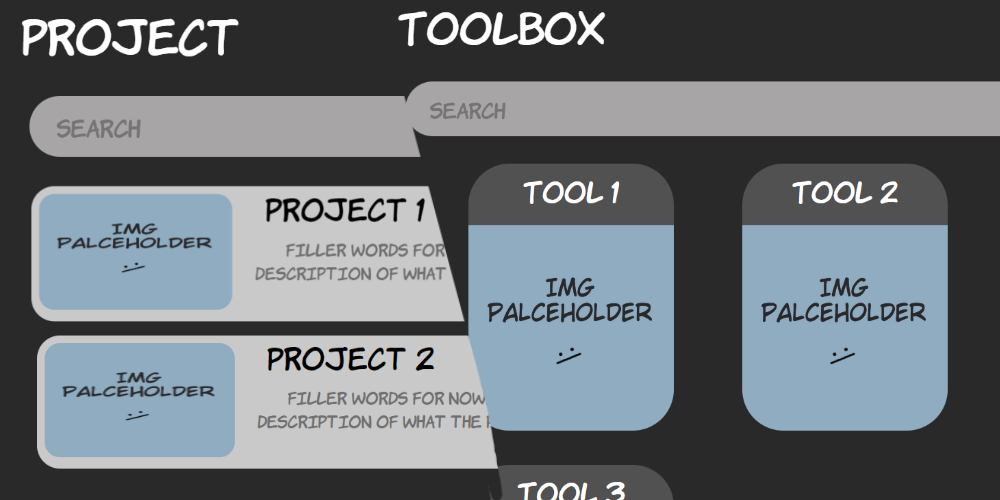 PROJECT
SEARCH
IMG
PALCEHOLDER
PROJECT 1
FILLER WORDS FOR
DESCRIPTION OF WHAT
IMG
PALCEHOLDER
PROJECT 2
FILLER WORDS FOR NOW
DESCRIPTION OF WHAT THE
TOOLBOX
SEARCH
TOOL 1
IMG
PALCEHOLDER
TOOL 2
IMG
PALCEHOLDER
TOOL 3